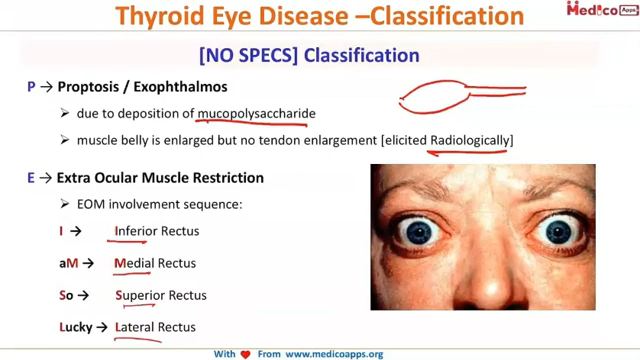 Thyroid Eye Disease –Classification
Medico Apps
[NO SPECS] Classification
P → Proptosis / Exophthalmos
➢ due to deposition of mucopolysaccharide
➢ muscle belly is enlarged but no tendon enlargement [elicited Radiologically]
E → Extra Ocular Muscle Restriction
➢ EOM involvement sequence:
I → Inferior Rectus
aM → Medial Rectus
So → Superior Rectus
Lucky → Lateral Rectus
With ❤ From www.medicoapps.org